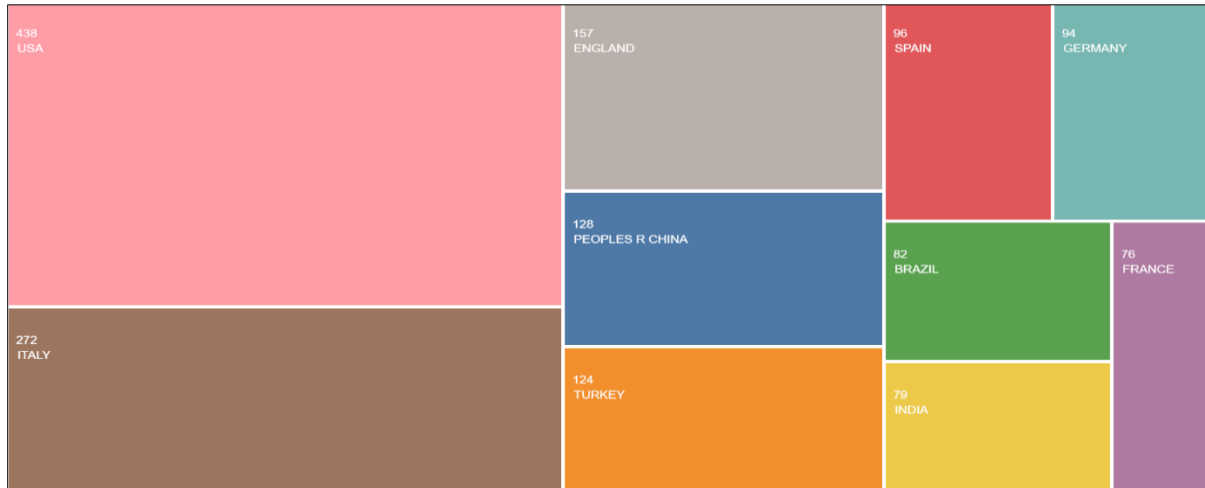 438
USA
272
ITALY
157
ENGLAND
128
PEOPLES R CHINA
124
TURKEY
96
SPAIN
94
GERMANY
82
BRAZIL
79
INDIA
76
FRANCE